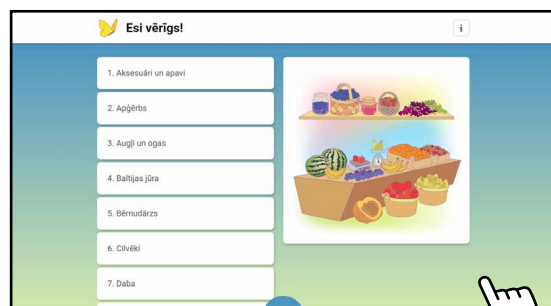 Esi vērīgs!
i
1. Aksesuāri un apavi
2. Apģērbs
3. Augļi un ogas
4. Baltijas jūra
5. Bērnudārzs
6. Cilvēki
7. Daba